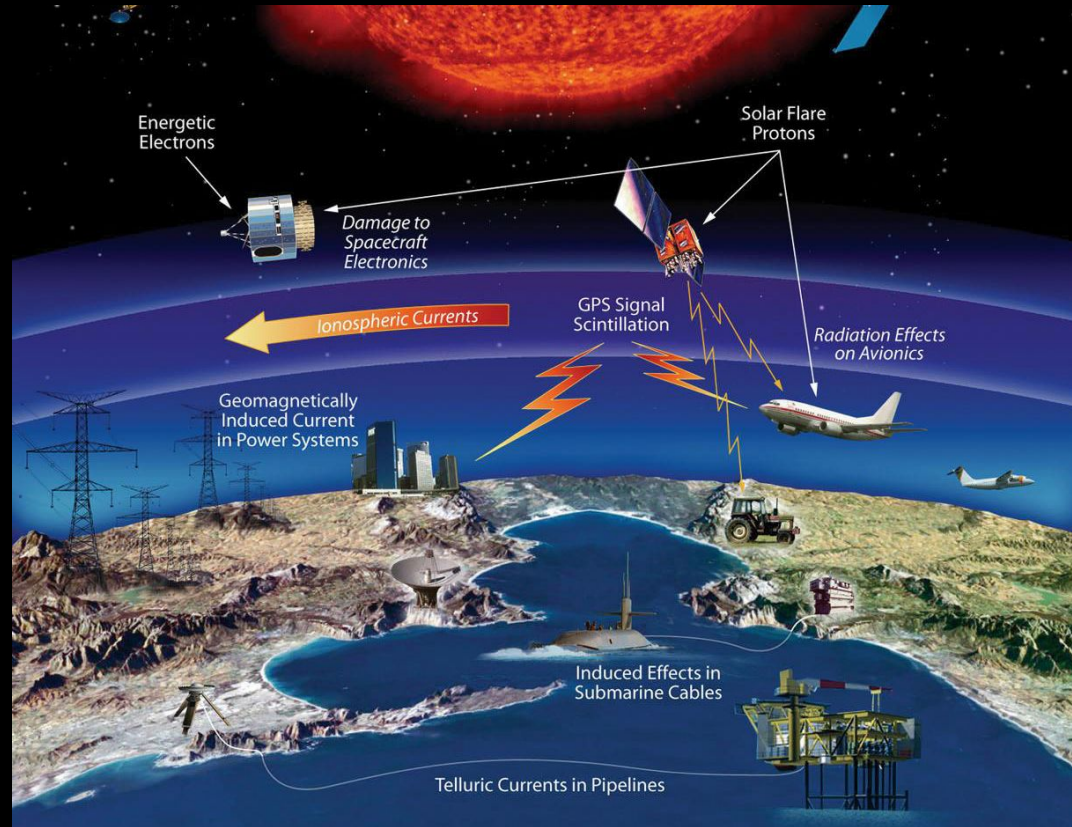 Energetic
Electrons
Solar Flare
Protons
Damage to
Spacecraft
Electronics
Ionospheric Currents
GPS Signal
Scintillation
Radiation Effects
on Avionics
Geomagnetically
Induced Current
in Power Systems
Induced Effects in
Submarine Cables
Telluric Currents in Pipelines